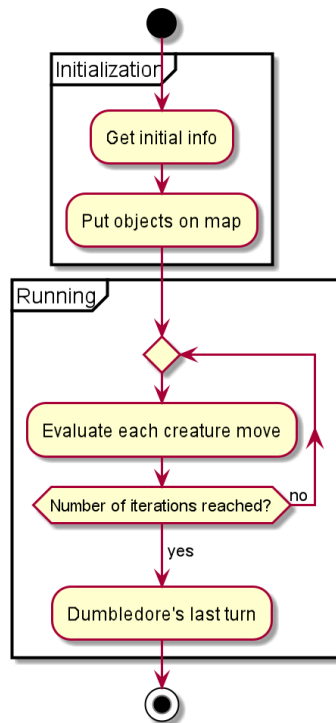 Initialization
Get initial info
Put objects on map
Running
Evaluate each creature move
Number of iterations reached?
no
yes
Dumbledore's last turn